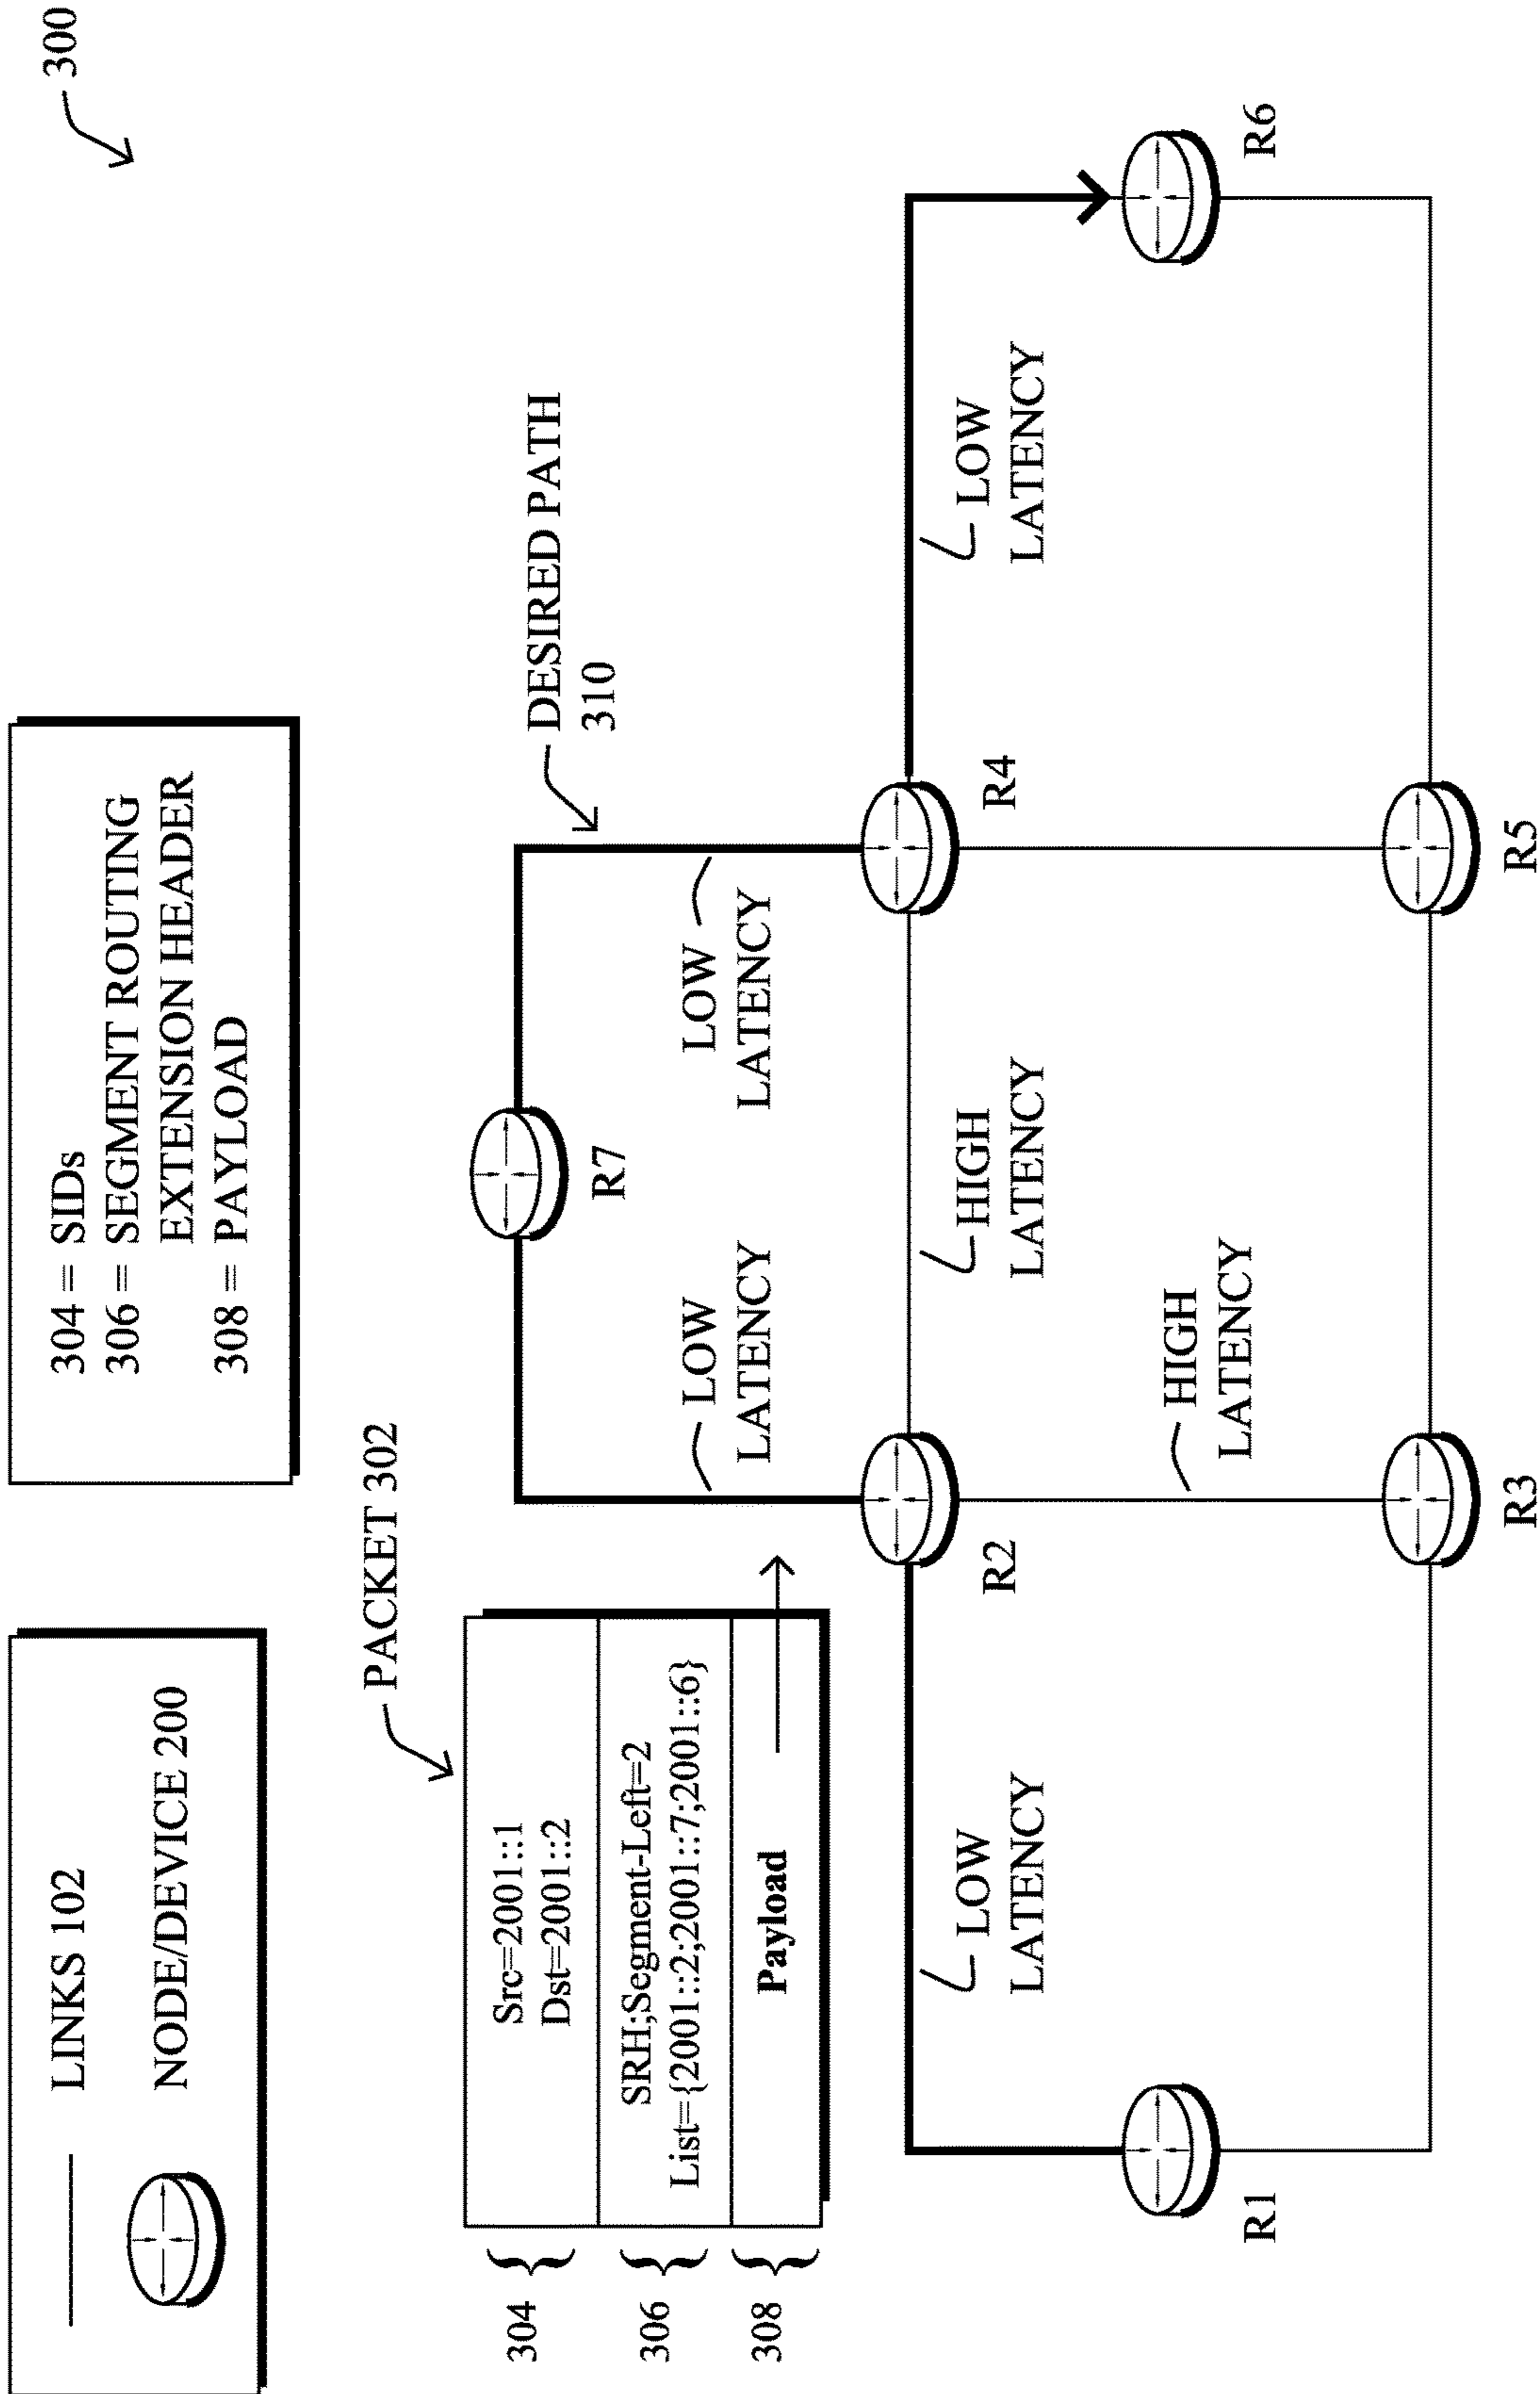 LINKS 102
NODE/DEVICE 200
304 = SIDs
306 = SEGMENT ROUTING
EXTENSION HEADER
308 = PAYLOAD
300
PACKET 302
304
Src=2001::1
Dst=2001::2
306
SRH;Segment-Left=2
List={2001::2;2001::7;2001::6}
308
Payload
DESIRED PATH
310
R7
LOW
LATENCY
LOW
LATENCY
LOW
LATENCY
R2
HIGH
LATENCY
R4
LOW
LATENCY
R1
HIGH
LATENCY
R6
R3
R5